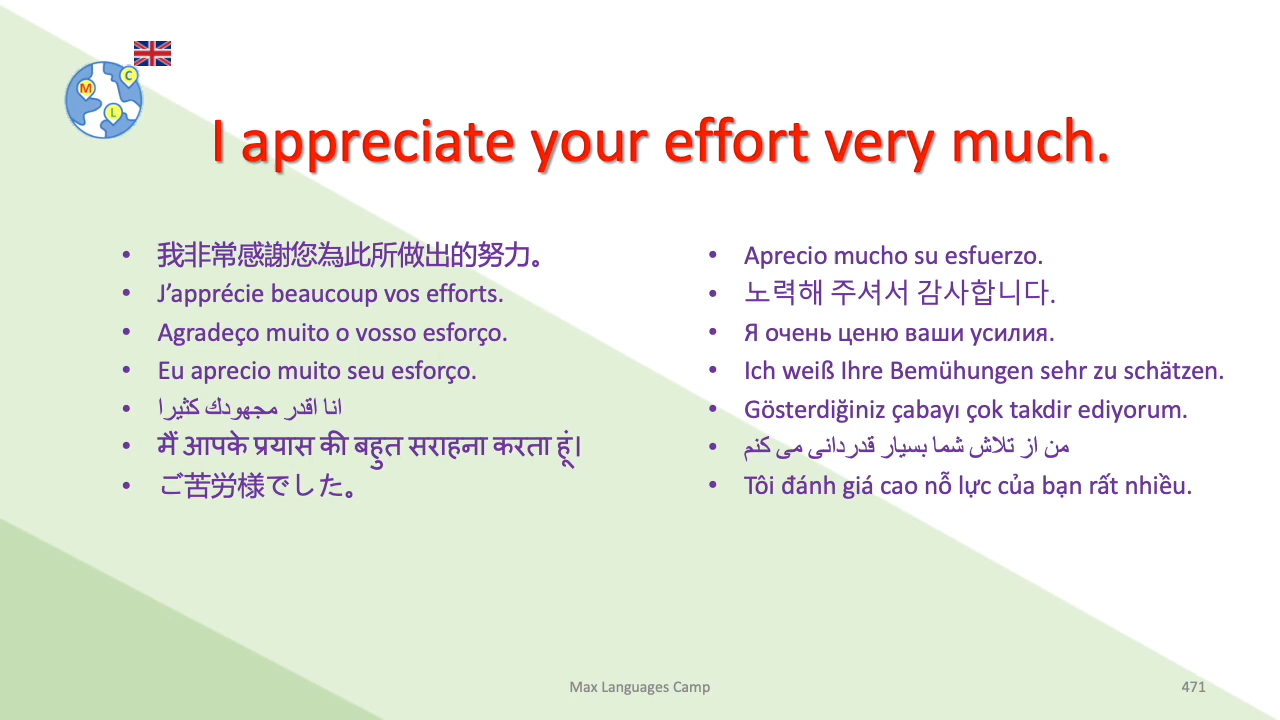 M C L
I appreciate your effort very much.
• 我非常感謝您為此所做出的努力。
• J’apprécie beaucoup vos efforts.
• Agradeço muito o vosso esforço.
• Eu aprecio muito seu esforço.
• انا اقدر مجهودك كثيرا
• मैं आपके प्रयास की बहुत सराहना करता हूं।
• ご苦労様でした。
• Aprecio mucho su esfuerzo.
• 노력해 주셔서 감사합니다.
• Я очень ценю ваши усилия.
• Ich weiß Ihre Bemühungen sehr zu schätzen.
• Gösterdiğiniz çabayı çok takdir ediyorum.
• من از تلاش شما بسیار قدردانی می کنم
• Tôi đánh giá cao nỗ lực của bạn rất nhiều.
Max Languages Camp
471